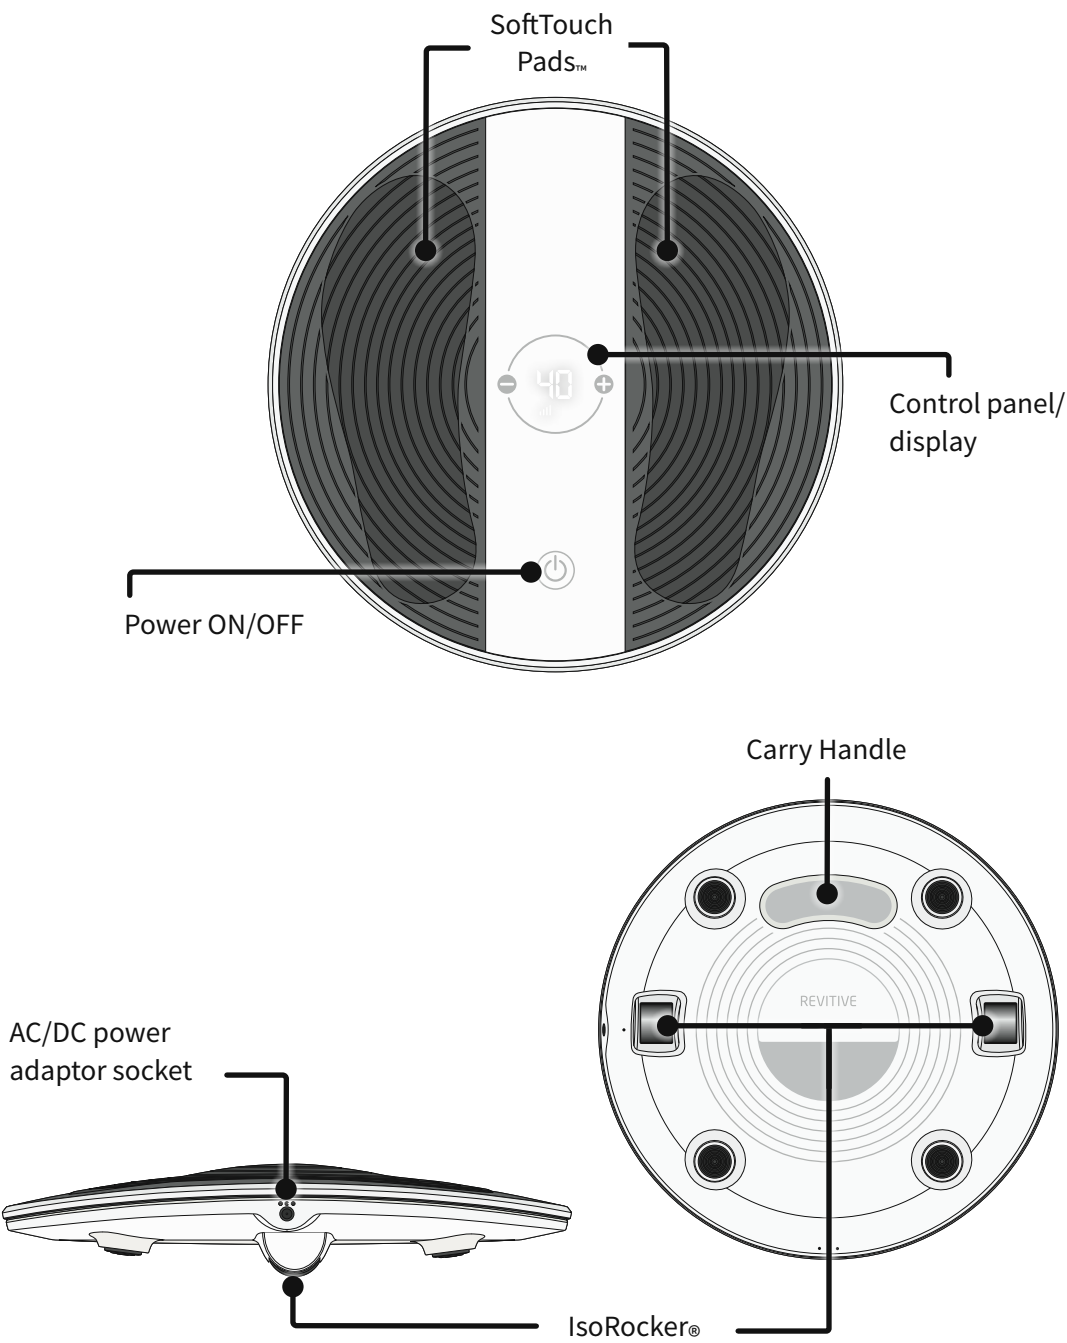 SoftTouch
Pads™
40
Control panel/
display
Power ON/OFF
Carry Handle
REVITIVE
AC/DC power
adaptor socket
IsoRocker®